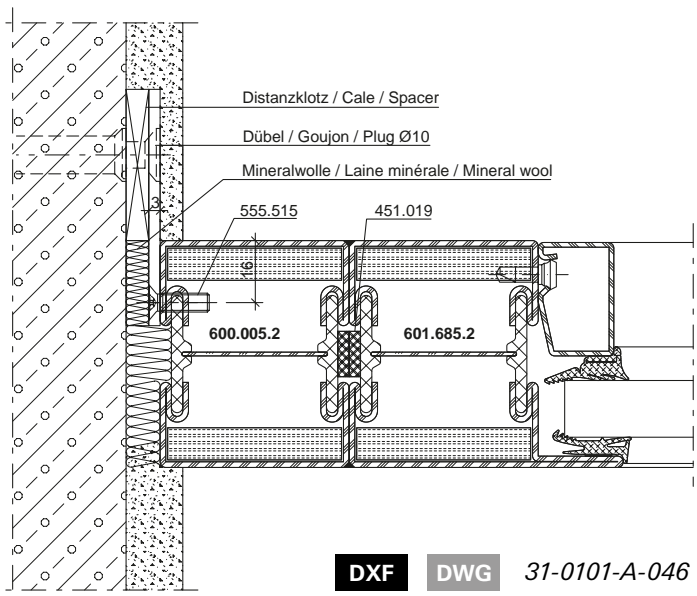 Distanzklotz / Cale / Spacer
Dübel / Goujon / Plug Ø10
Mineralwolle / Laine minérale / Mineral wool
3
555.515
451.019
16
600.005.2
601.685.2
DXF
DWG
31-0101-A-046